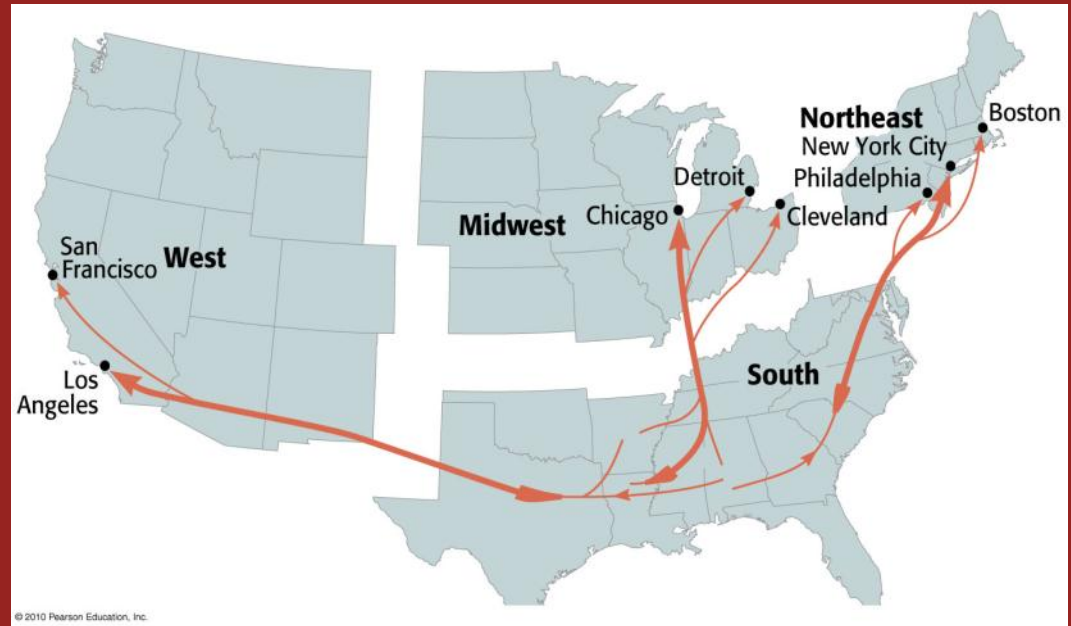 Northeast
Boston
New York City
Detroit
Philadelphia
Chicago
Cleveland
Midwest
San
Francisco
West
South
Los
Angeles
© 2010 Pearson Education, Inc.